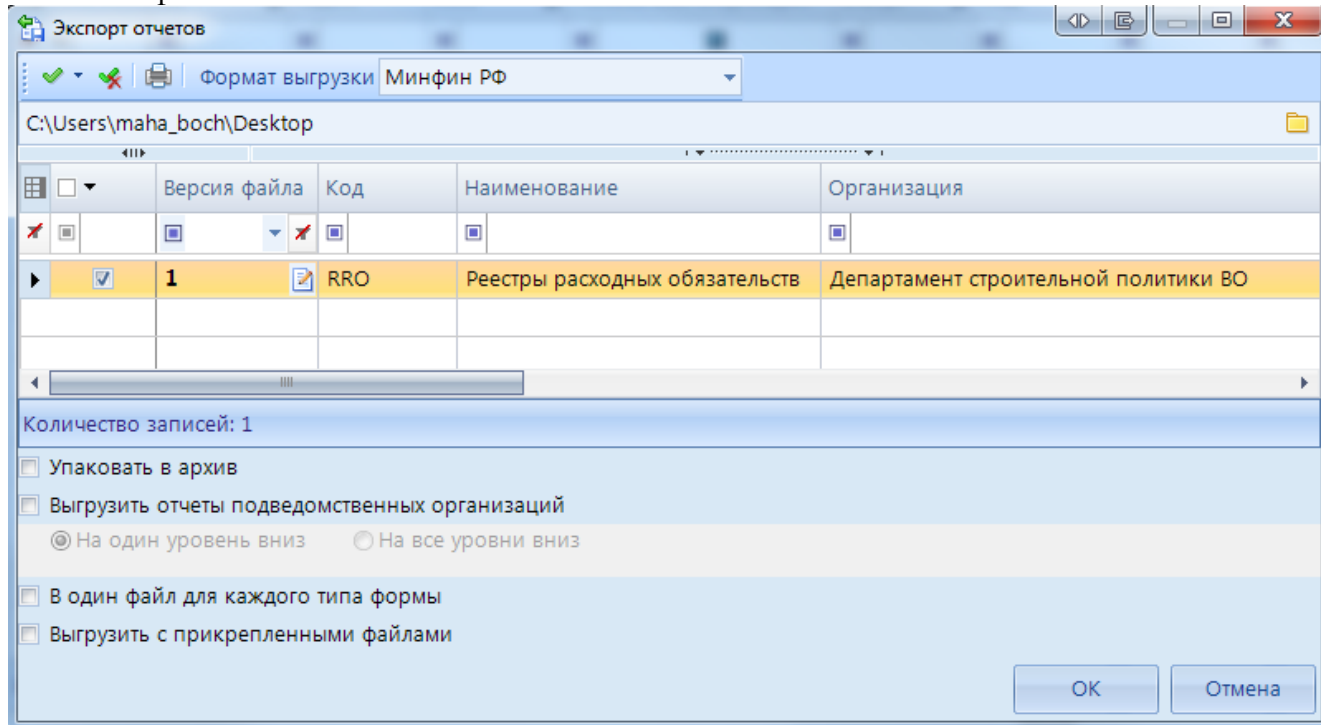 Экспорт отчетов
Формат выгрузки Минфин РФ
C:\Users\maha_boch\Desktop
Версия файла Код Наименование Организация
1 RRO Реестры расходных обязательств Департамент строительной политики ВО
Количество записей: 1
Упаковать в архив
Выгрузить отчеты подведомственных организаций
На один уровень вниз На все уровни вниз
В один файл для каждого типа формы
Выгрузить с прикрепленными файлами
ОК Отмена